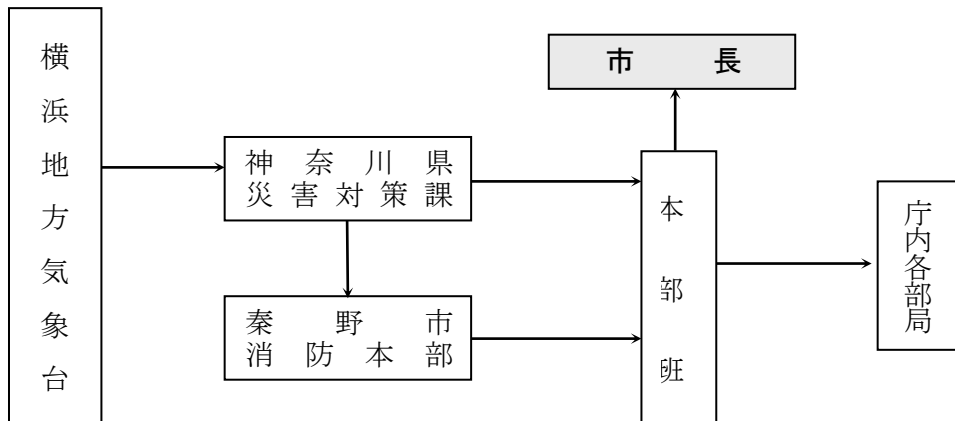 横浜地方気象台
市長
神奈川県
災害対策課
本部班
庁内各部局
秦野市
消防本部